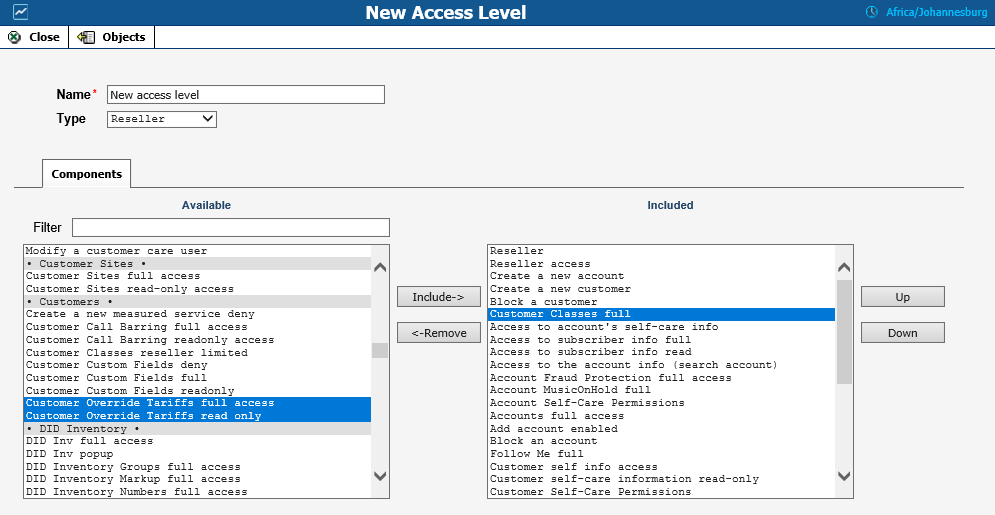 New Access Level
Africa/Johannesburg
Close
Objects
Name* New access level
Type Reseller
Components
Available
Included
Filter
Modify a customer care user
• Customer Sites •
Customer Sites full access
Customer Sites read-only access
• Customers •
Create a new measured service deny
Customer Call Barring full access
Customer Call Barring readonly access
Customer Classes reseller limited
Customer Custom Fields deny
Customer Custom Fields full
Customer Custom Fields readonly
Customer Override Tariffs full access
Customer Override Tariffs read only
• DID Inventory •
DID Inv full access
DID Inv popup
DID Inventory Groups full access
DID Inventory Markup full access
DID Inventory Numbers full access
Include->
<-Remove
Reseller
Reseller access
Create a new account
Create a new customer
Block a customer
Customer Classes full
Access to account's self-care info
Access to subscriber info full
Access to subscriber info read
Access to the account info (search account)
Account Fraud Protection full access
Account MusicOnHold full
Account Self-Care Permissions
Accounts full access
Add account enabled
Block an account
Follow Me full
Customer self info access
Customer self-care information read-only
Customer Self-Care Permissions
Up
Down